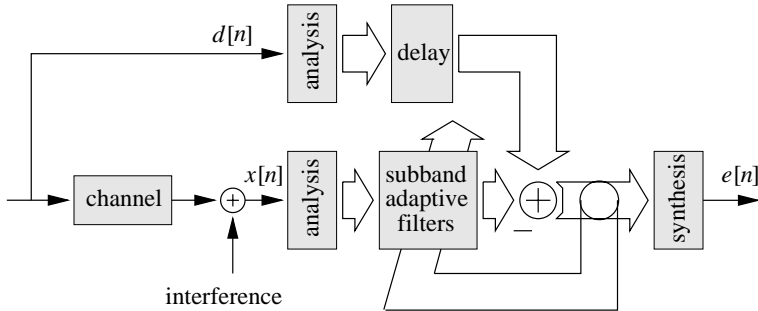 d[n]
analysis
delay
x[n]
analysis
subband
adaptive
filters
channel
+
+
−
synthesis
e[n]
interference